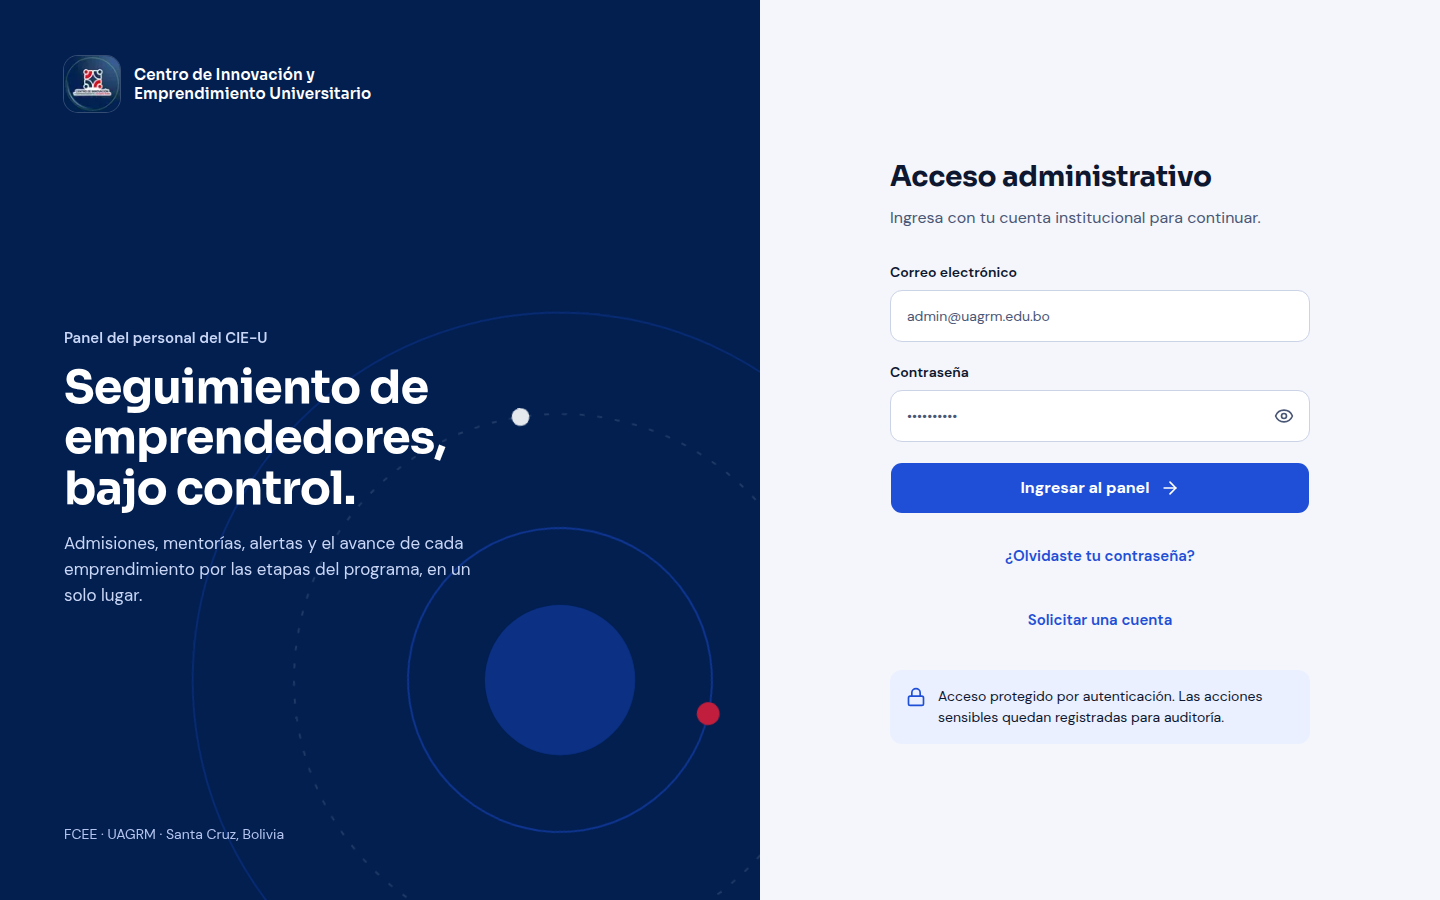 Centro de Innovación y
Emprendimiento Universitario
Panel del personal del CIE-U
Seguimiento de
emprendedores,
bajo control.
Admisiones, mentorías, alertas y el avance de cada
emprendimiento por las etapas del programa, en un
solo lugar.
FCEE · UAGRM · Santa Cruz, Bolivia
Acceso administrativo
Ingresa con tu cuenta institucional para continuar.
Correo electrónico
admin@uagrm.edu.bo
Contraseña
••••••••••
Ingresar al panel →
¿Olvidaste tu contraseña?
Solicitar una cuenta
Acceso protegido por autenticación. Las acciones
sensibles quedan registradas para auditoría.